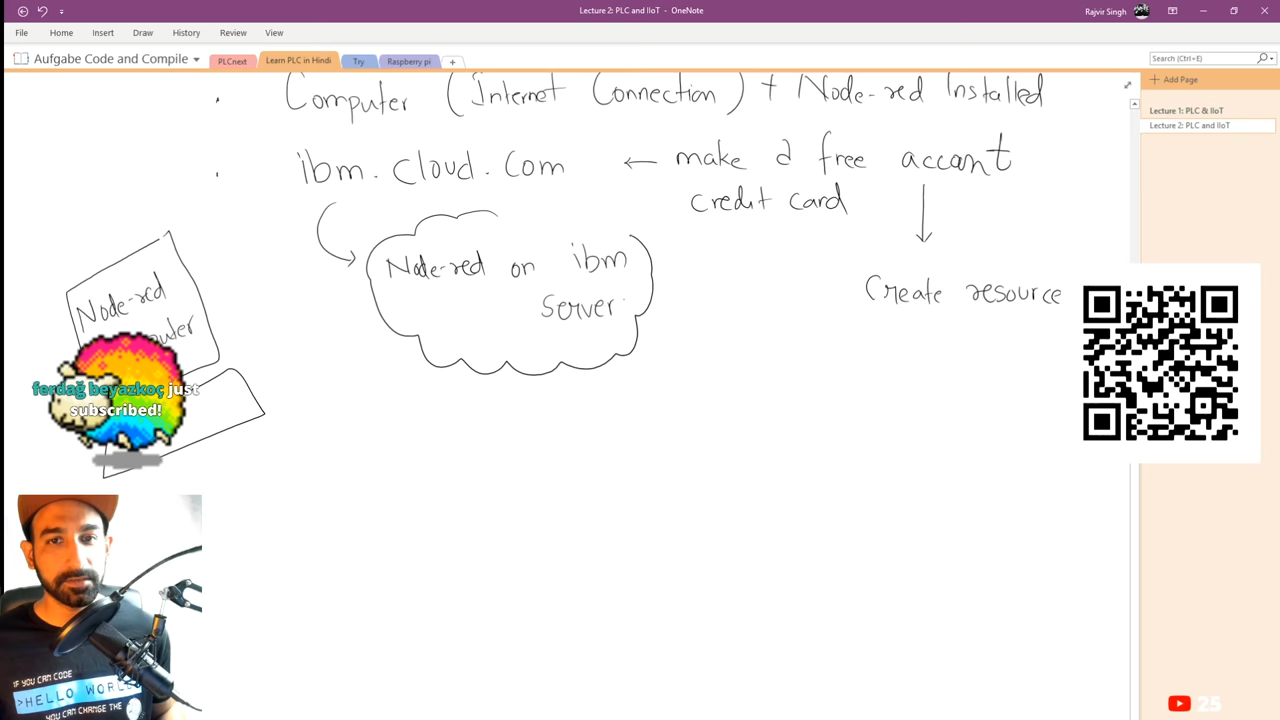 Lecture 2: PLC and IIoT - OneNote
Rajvir Singh
File Home Insert Draw History Review View
Aufgabe Code and Compile
PLCnext Learn PLC in Hindi Try Raspberry pi
Search (Ctrl+E)
Add Page
Lecture 1: PLC & IIoT
Lecture 2: PLC and IIoT
Computer (Internet Connection) + Node-red Installed
ibm.cloud.com ← make a free accant
credit card
Node-red on ibm
Server
Create resource
Node-red
ferdağ beyazkoç just
subscribed!
IF YOU CAN CODE
>HELLO WORL
YOU CAN CHANGE THE
25